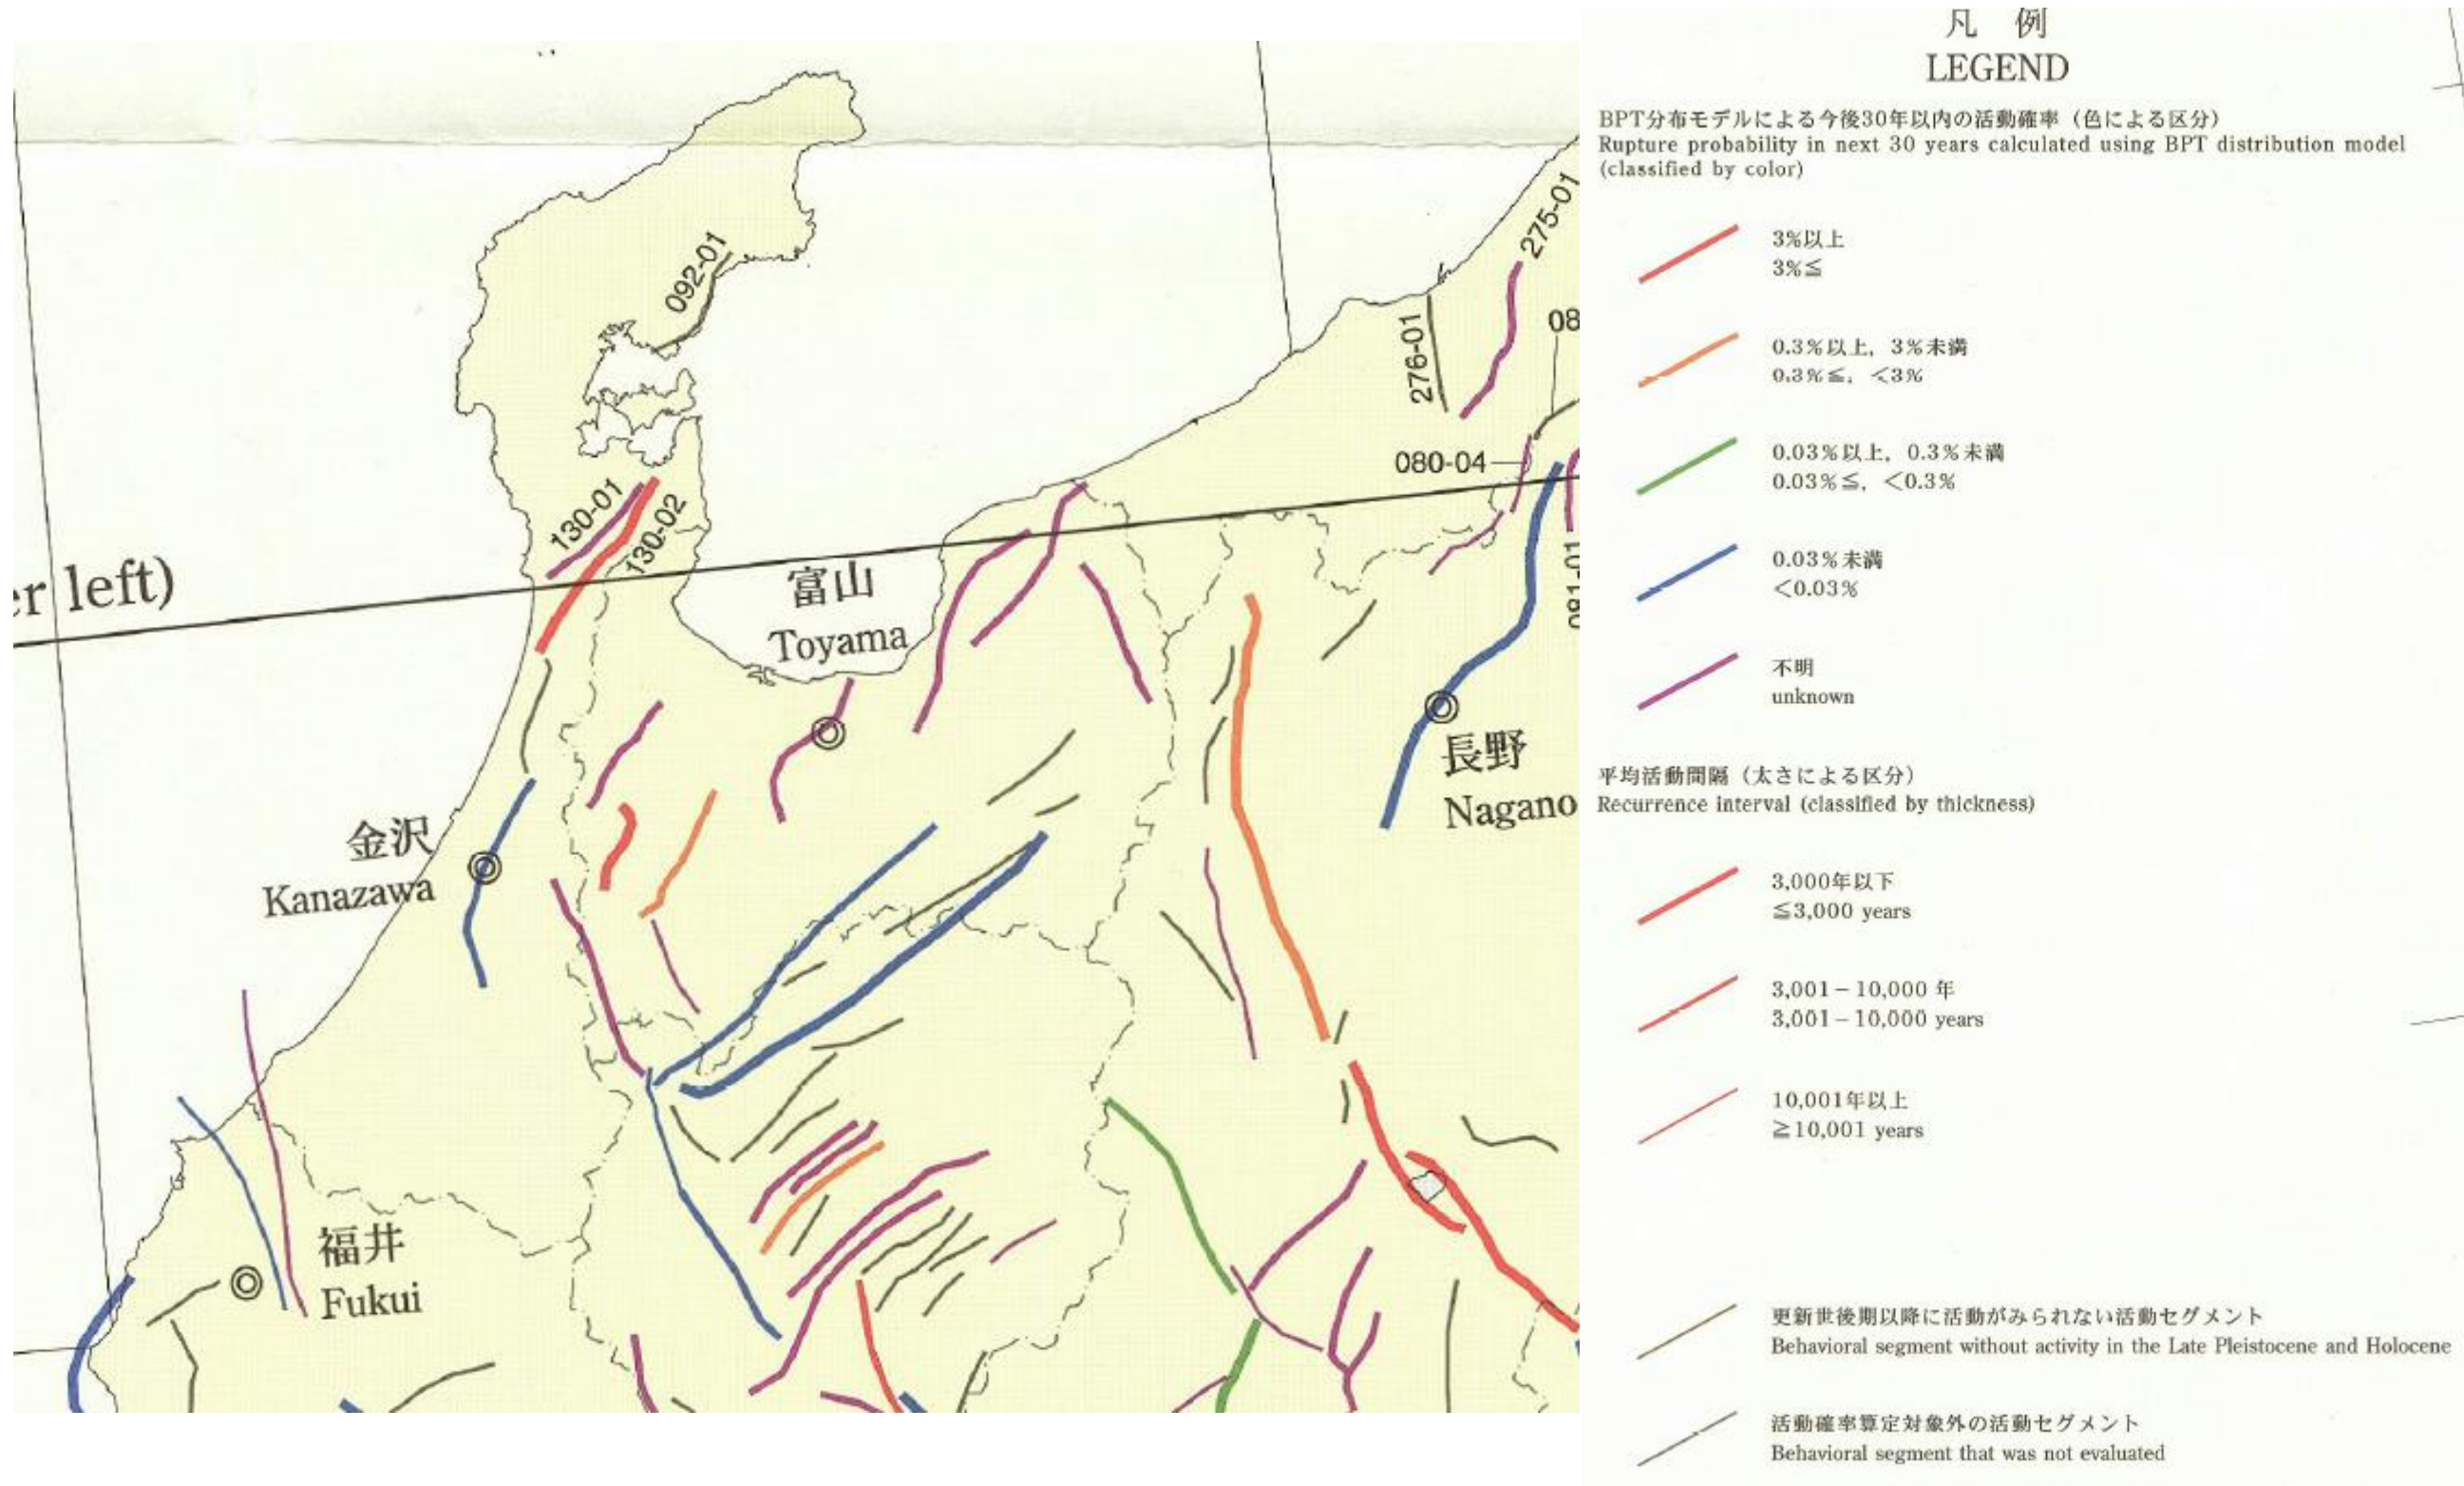 092-01
275-01
276-01
08
080-04
130-01
130-02
081-01
er left)
富山
Toyama
長野
Nagano
金沢
Kanazawa
福井
Fukui
凡 例
LEGEND
BPT分布モデルによる今後30年以内の活動確率（色による区分）
Rupture probability in next 30 years calculated using BPT distribution model
(classified by color)
3%以上
3%≦
0.3%以上, 3%未満
0.3%≦, <3%
0.03%以上, 0.3%未満
0.03%≦, <0.3%
0.03%未満
<0.03%
不明
unknown
平均活動間隔（太さによる区分）
Recurrence interval (classified by thickness)
3,000年以下
≦3,000 years
3,001−10,000 年
3,001−10,000 years
10,001年以上
≧10,001 years
更新世後期以降に活動がみられない活動セグメント
Behavioral segment without activity in the Late Pleistocene and Holocene
活動確率算定対象外の活動セグメント
Behavioral segment that was not evaluated